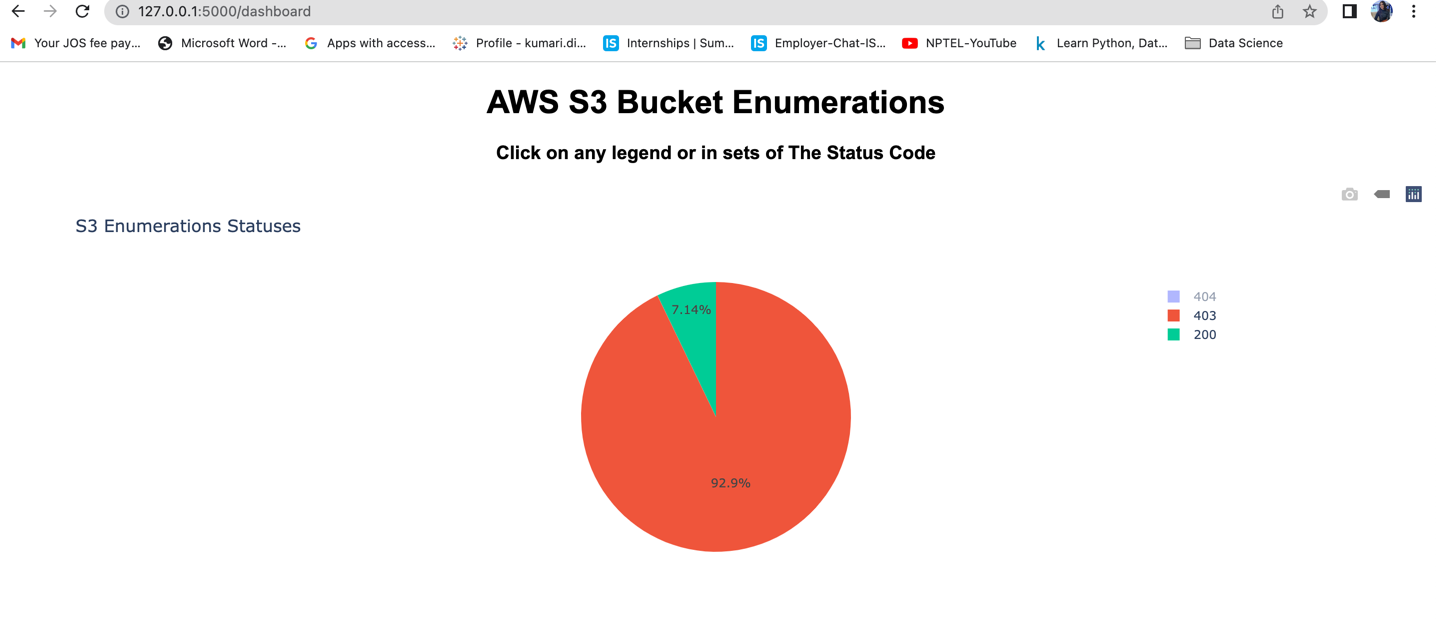 127.0.0.1:5000/dashboard
Your JOS fee pay... Microsoft Word -... Apps with access... Profile - kumari.di... Internships | Sum... Employer-Chat-IS... NPTEL-YouTube Learn Python, Dat... Data Science
AWS S3 Bucket Enumerations
Click on any legend or in sets of The Status Code
S3 Enumerations Statuses
404
403
200
7.14%
92.9%